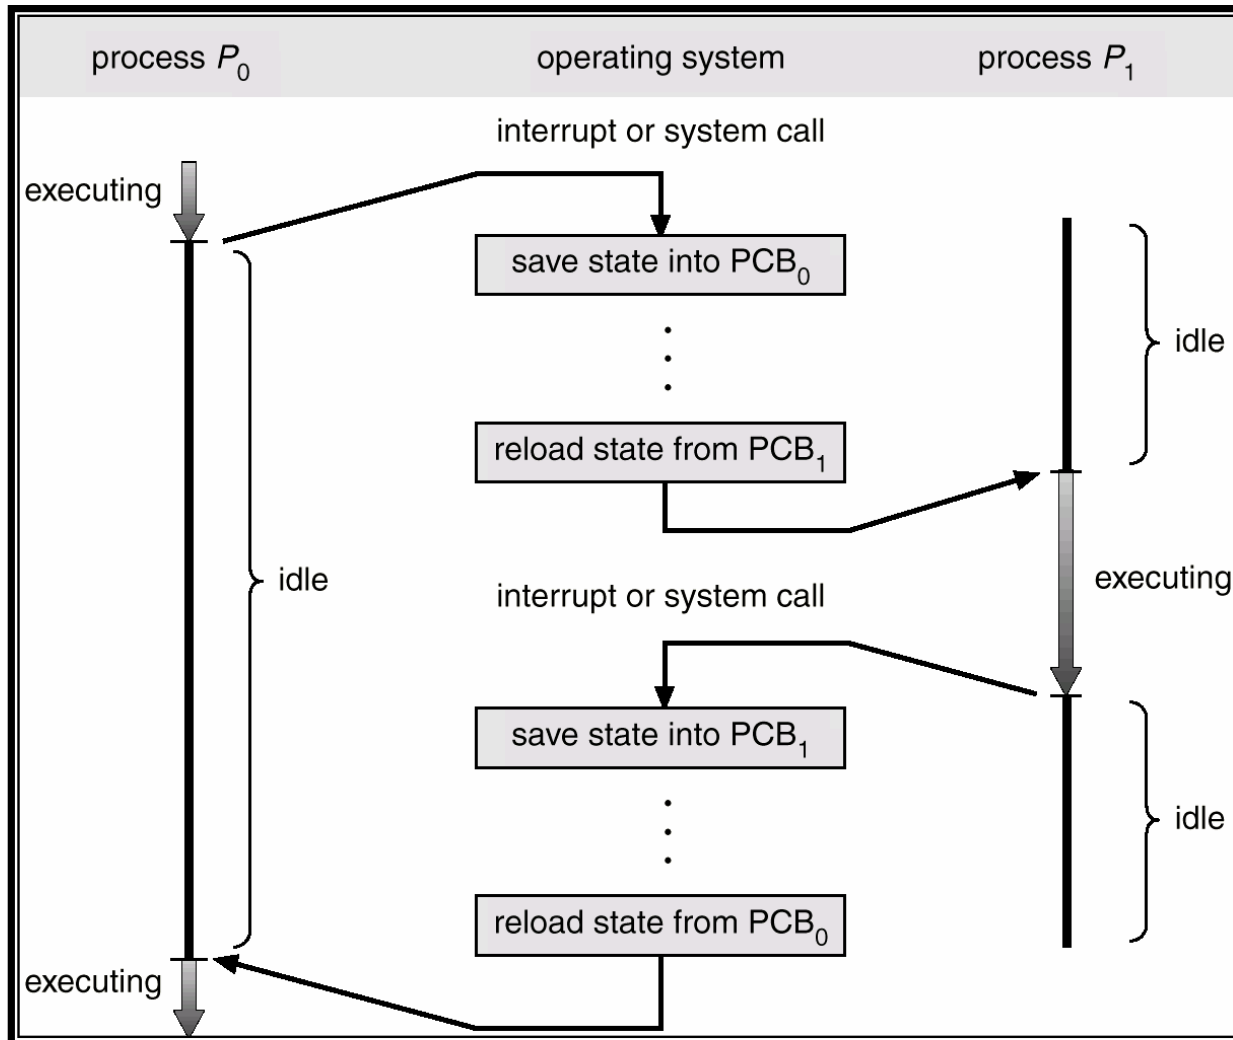 process P0
operating system
process P1
interrupt or system call
executing
save state into PCB0
idle
reload state from PCB1
idle
executing
interrupt or system call
save state into PCB1
idle
reload state from PCB0
executing